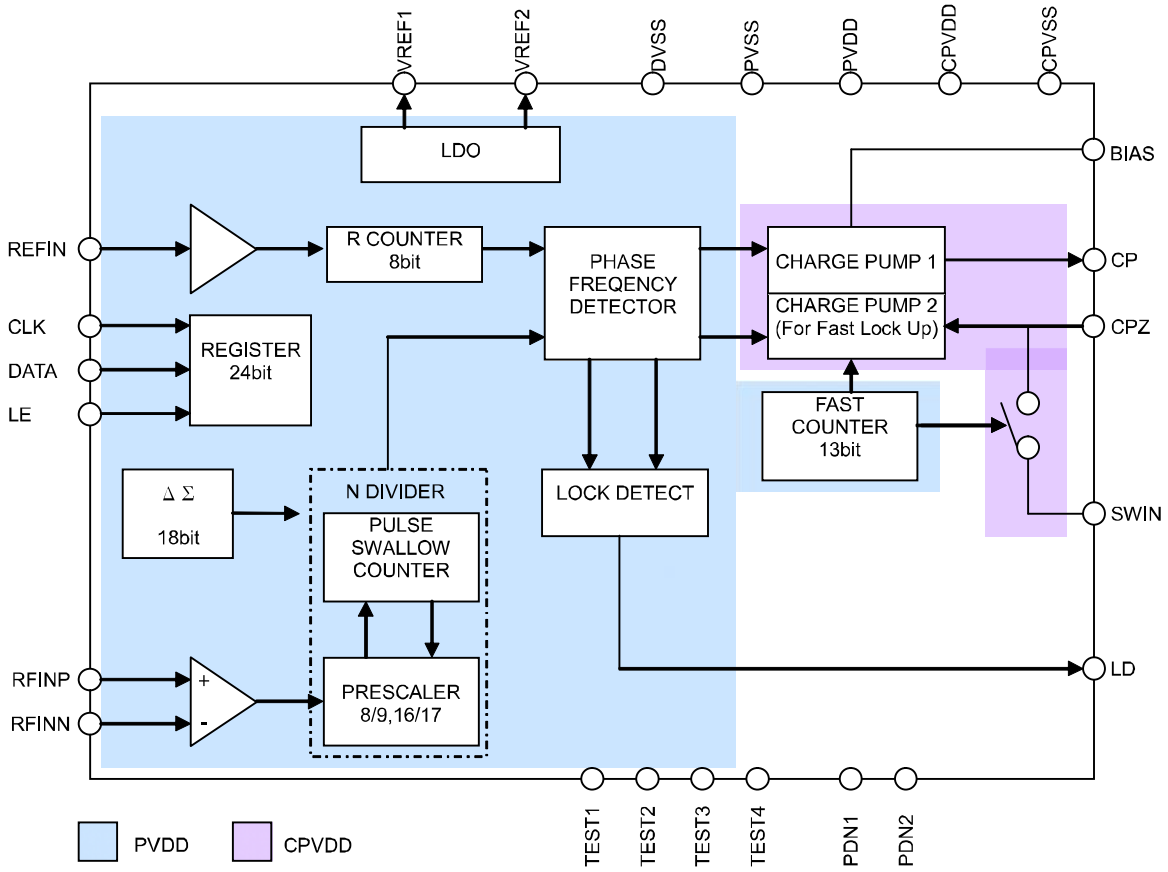 VREF1
VREF2
DVSS
PVSS
PVDD
CPVDD
CPVSS
LDO
BIAS
REFIN
R COUNTER
8bit
PHASE
FREQENCY
DETECTOR
CHARGE PUMP 1
CP
CHARGE PUMP 2
(For Fast Lock Up)
CPZ
CLK
DATA
LE
REGISTER
24bit
FAST
COUNTER
13bit
Δ Σ
18bit
N DIVIDER
PULSE
SWALLOW
COUNTER
LOCK DETECT
SWIN
RFINP
RFINN
+
-
PRESCALER
8/9,16/17
LD
TEST1
TEST2
TEST3
TEST4
PDN1
PDN2
PVDD
CPVDD